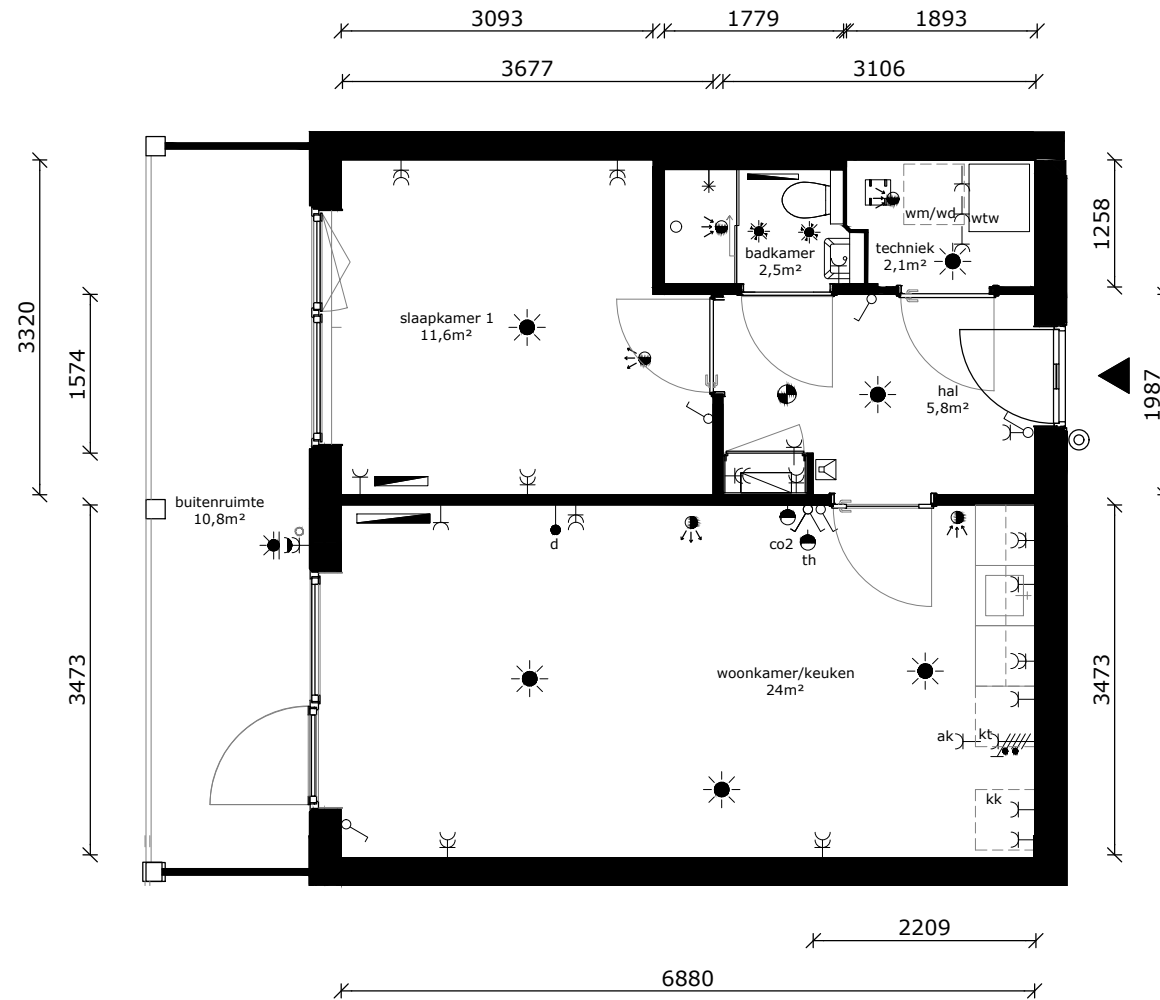 3093
1779
1893
3677
3106
3320
1574
3473
1258
1987
3473
wm/wd
wtw
techniek
2,1m²
badkamer
2,5m²
slaapkamer 1
11,6m²
hal
5,8m²
buitenruimte
10,8m²
d
co2
th
woonkamer/keuken
24m²
ak
kt
kk
2209
6880